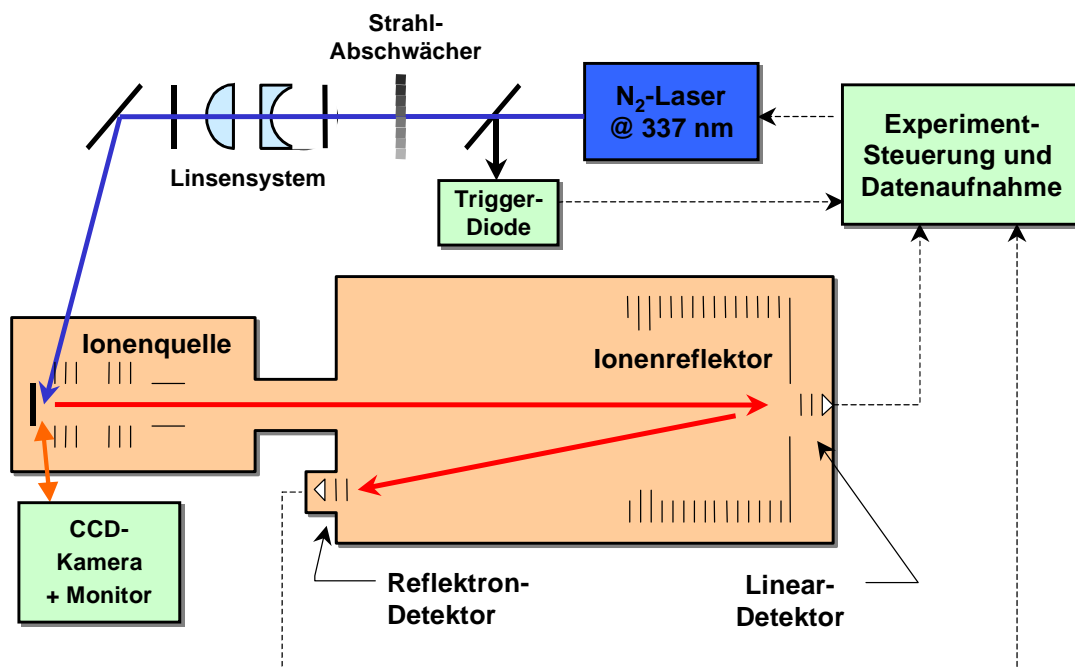 Strahl-
Abschwächer
N₂-Laser
@ 337 nm
Experiment-
Steuerung und
Datenaufnahme
Linsensystem
Trigger-
Diode
Ionenquelle
Ionenreflektor
CCD-
Kamera
+ Monitor
Reflektron-
Detektor
Linear-
Detektor